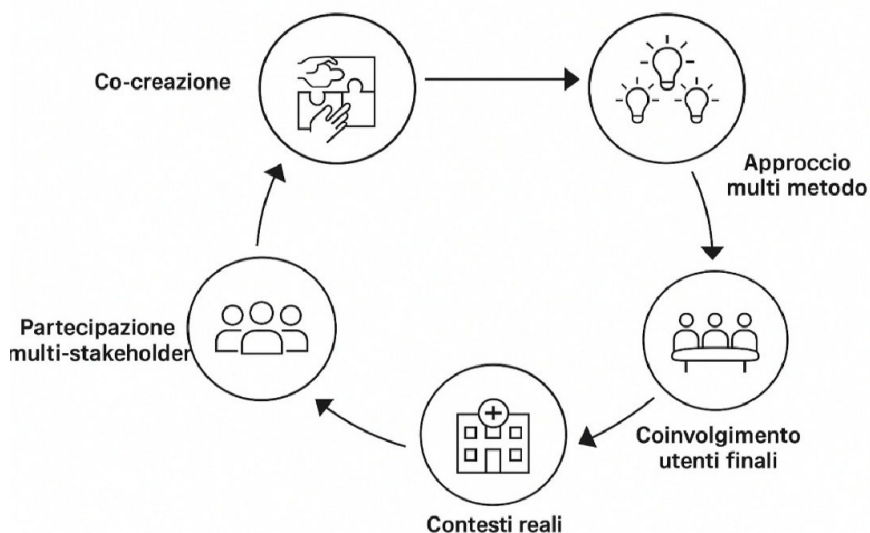 Co-creazione
Approccio
multi metodo
Partecipazione
multi-stakeholder
Coinvolgimento
utenti finali
Contesti reali